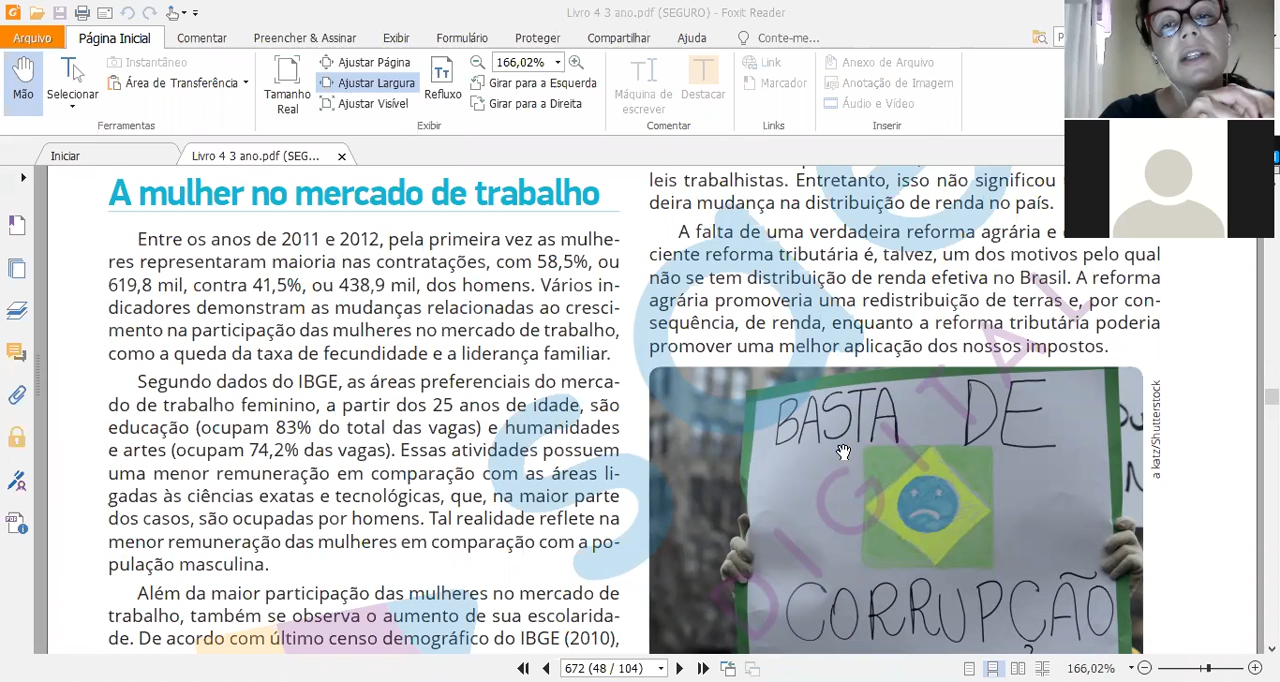 Livro 4 3 ano.pdf (SEGURO) - Foxit Reader
Arquivo Página Inicial Comentar Preencher & Assinar Exibir Formulário Proteger Compartilhar Ajuda Conte-me...
Mão
Selecionar
Instantâneo
Área de Transferência
Ferramentas
Tamanho
Real
Ajustar Página
Ajustar Largura
Ajustar Visível
Refluxo
166,02%
Girar para a Esquerda
Girar para a Direita
Exibir
Máquina de
escrever
Destacar
Comentar
Link
Marcador
Links
Anexo de Arquivo
Anotação de Imagem
Áudio e Vídeo
Inserir
Iniciar
Livro 4 3 ano.pdf (SEG...
A mulher no mercado de trabalho
Entre os anos de 2011 e 2012, pela primeira vez as mulhe-
res representaram maioria nas contratações, com 58,5%, ou
619,8 mil, contra 41,5%, ou 438,9 mil, dos homens. Vários in-
dicadores demonstram as mudanças relacionadas ao cresci-
mento na participação das mulheres no mercado de trabalho,
como a queda da taxa de fecundidade e a liderança familiar.
Segundo dados do IBGE, as áreas preferenciais do merca-
do de trabalho feminino, a partir dos 25 anos de idade, são
educação (ocupam 83% do total das vagas) e humanidades
e artes (ocupam 74,2% das vagas). Essas atividades possuem
uma menor remuneração em comparação com as áreas li-
gadas às ciências exatas e tecnológicas, que, na maior parte
dos casos, são ocupadas por homens. Tal realidade reflete na
menor remuneração das mulheres em comparação com a po-
pulação masculina.
Além da maior participação das mulheres no mercado de
trabalho, também se observa o aumento de sua escolarida-
de. De acordo com último censo demográfico do IBGE (2010),
leis trabalhistas. Entretanto, isso não significou
deira mudança na distribuição de renda no país.
A falta de uma verdadeira reforma agrária e
ciente reforma tributária é, talvez, um dos motivos pelo qual
não se tem distribuição de renda efetiva no Brasil. A reforma
agrária promoveria uma redistribuição de terras e, por con-
sequência, de renda, enquanto a reforma tributária poderia
promover uma melhor aplicação dos nossos impostos.
BASTA DE
CORRUPÇÃO
a katz/Shutterstock
DIGITAL
672 (48 / 104)
166,02%